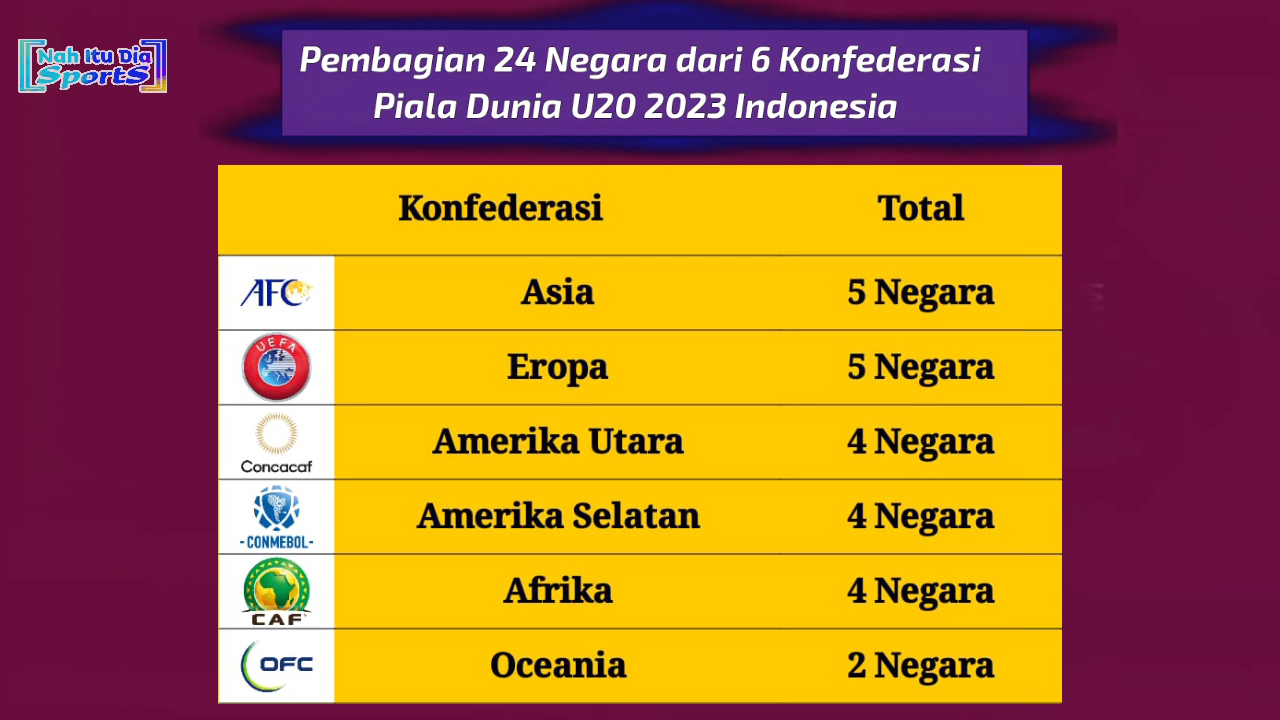 Nah Itu Dia
Sports
Pembagian 24 Negara dari 6 Konfederasi
Piala Dunia U20 2023 Indonesia
Konfederasi Total
AFC Asia 5 Negara
UEFA Eropa 5 Negara
Concacaf Amerika Utara 4 Negara
-CONMEBOL- Amerika Selatan 4 Negara
CAF Afrika 4 Negara
OFC Oceania 2 Negara